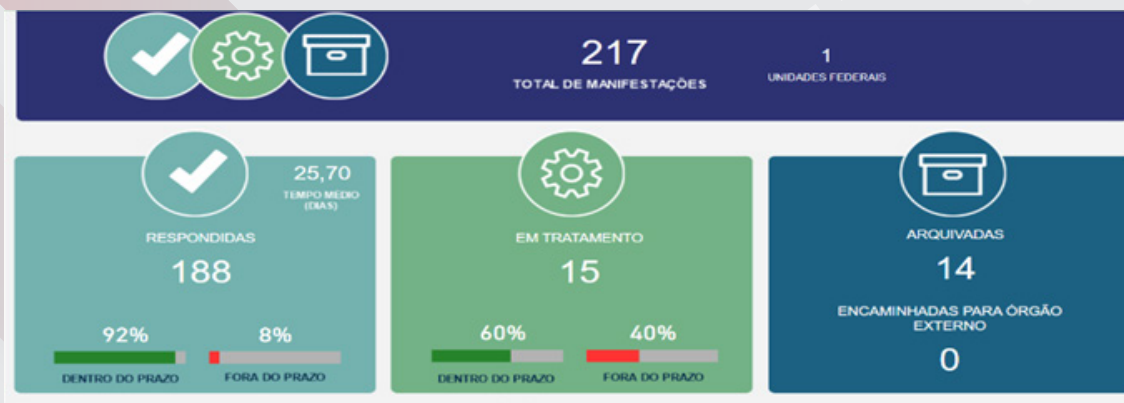 217
TOTAL DE MANIFESTAÇÕES
1
UNIDADES FEDERAIS
25,70
TEMPO MÉDIO
(DIAS)
RESPONDIDAS
188
92%
8%
DENTRO DO PRAZO
FORA DO PRAZO
EM TRATAMENTO
15
60%
40%
DENTRO DO PRAZO
FORA DO PRAZO
ARQUIVADAS
14
ENCAMINHADAS PARA ÓRGÃO
EXTERNO
0